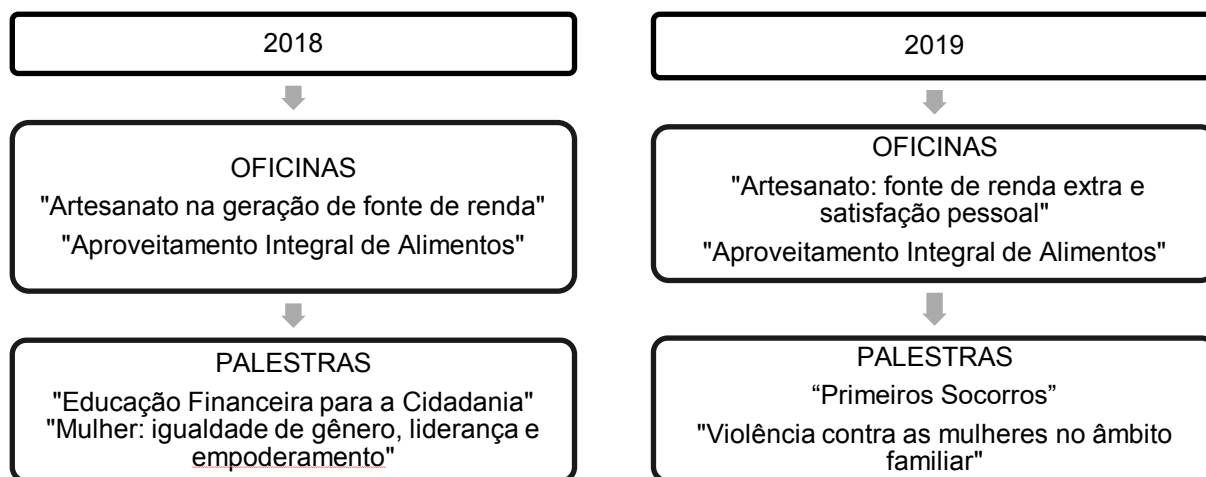 2018
OFICINAS
"Artesanato na geração de fonte de renda"
"Aproveitamento Integral de Alimentos"
PALESTRAS
"Educação Financeira para a Cidadania"
"Mulher: igualdade de gênero, liderança e
empoderamento"
2019
OFICINAS
"Artesanato: fonte de renda extra e
satisfação pessoal"
"Aproveitamento Integral de Alimentos"
PALESTRAS
“Primeiros Socorros”
"Violência contra as mulheres no âmbito
familiar"